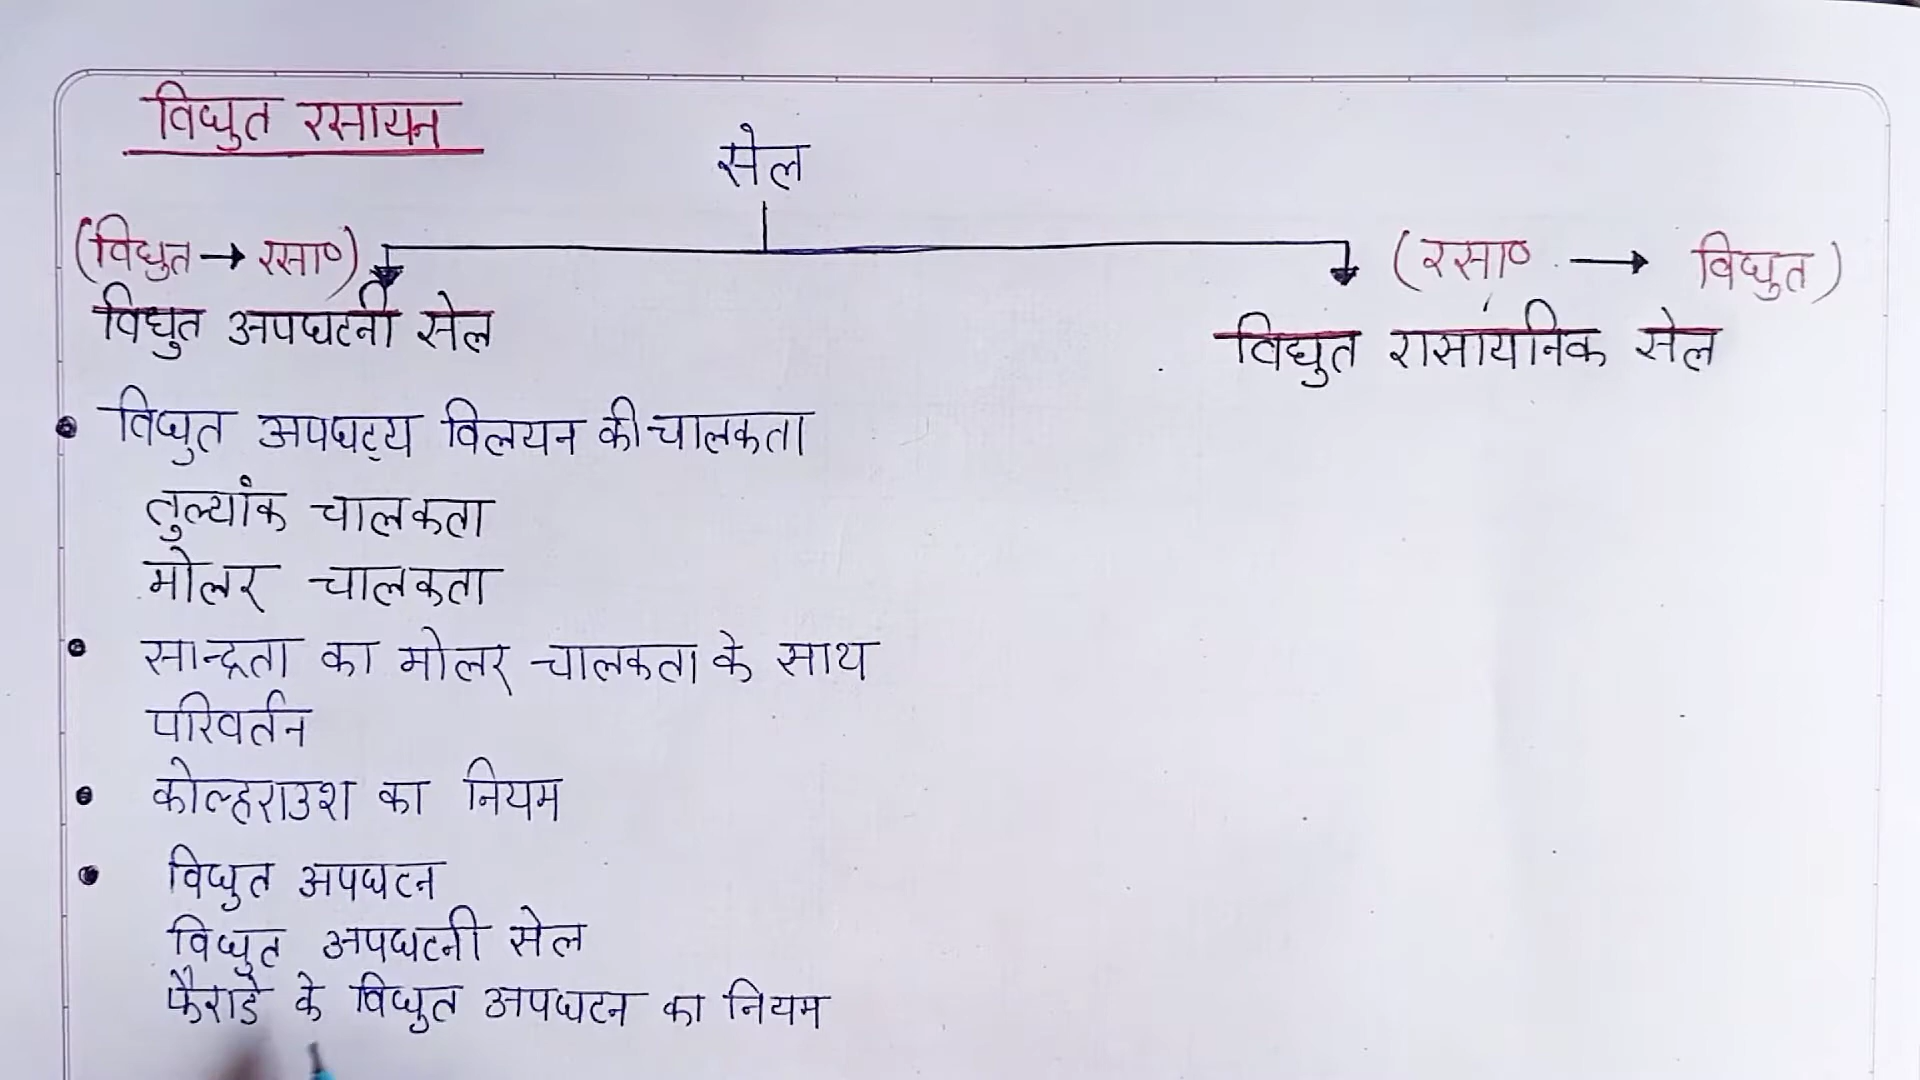 विधुत रसायन
सेल
(विधुत → रसा०)
(रसा० → विधुत)
विधुत अपघटनी सेल
विधुत रासायनिक सेल
• विधुत अपघट्य विलयन की चालकता
तुल्यांक चालकता
मोलर चालकता
• सान्द्रता का मोलर चालकता के साथ
परिवर्तन
• कोल्हराउश का नियम
• विधुत अपघटन
विधुत अपघटनी सेल
फैराडे के विधुत अपघटन का नियम